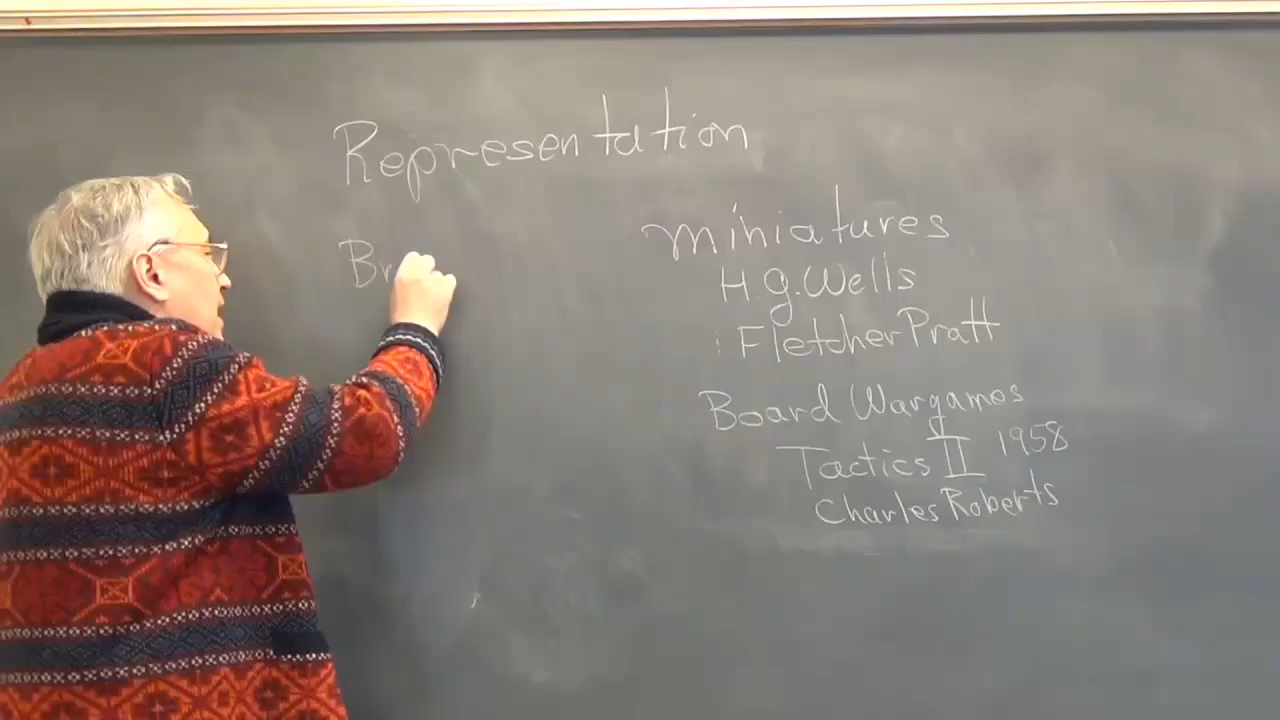 Representation
Br
Miniatures
H.G. Wells
Fletcher Pratt
Board Wargames
Tactics II 1958
Charles Roberts